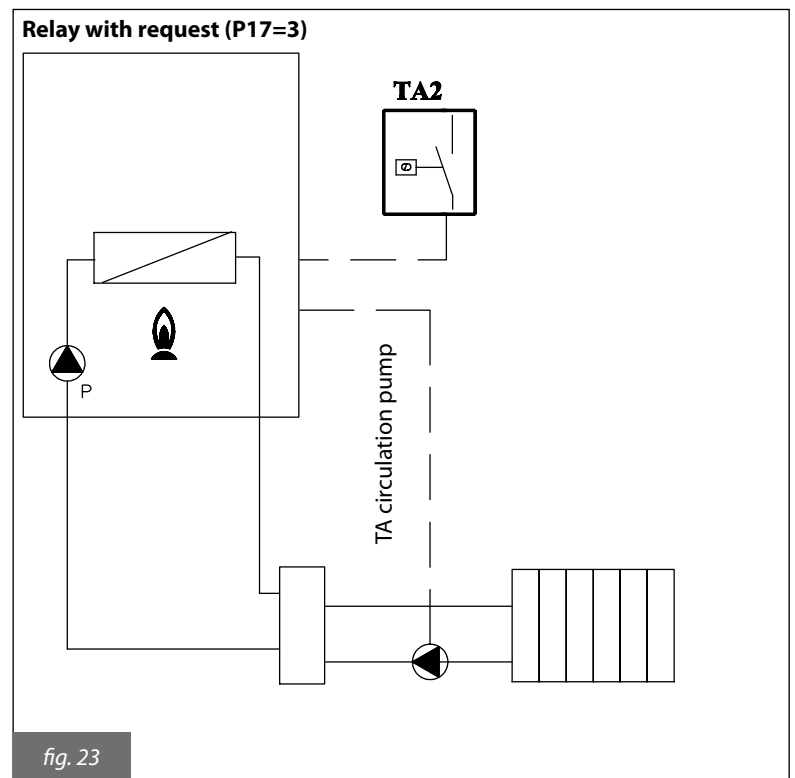 Relay with request (P17=3)
TA2
P
TA circulation pump
fig. 23